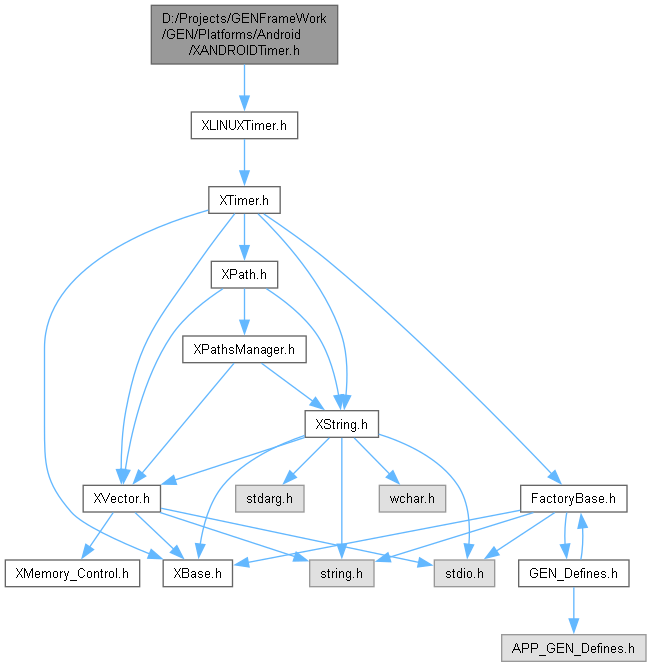 D:/Projects/GENFrameWork
/GEN/Platforms/Android
/XANDROIDTimer.h
XLINUXTimer.h
XTimer.h
XPath.h
XPathsManager.h
XString.h
XVector.h
stdarg.h
wchar.h
FactoryBase.h
XMemory_Control.h
XBase.h
string.h
stdio.h
GEN_Defines.h
APP_GEN_Defines.h